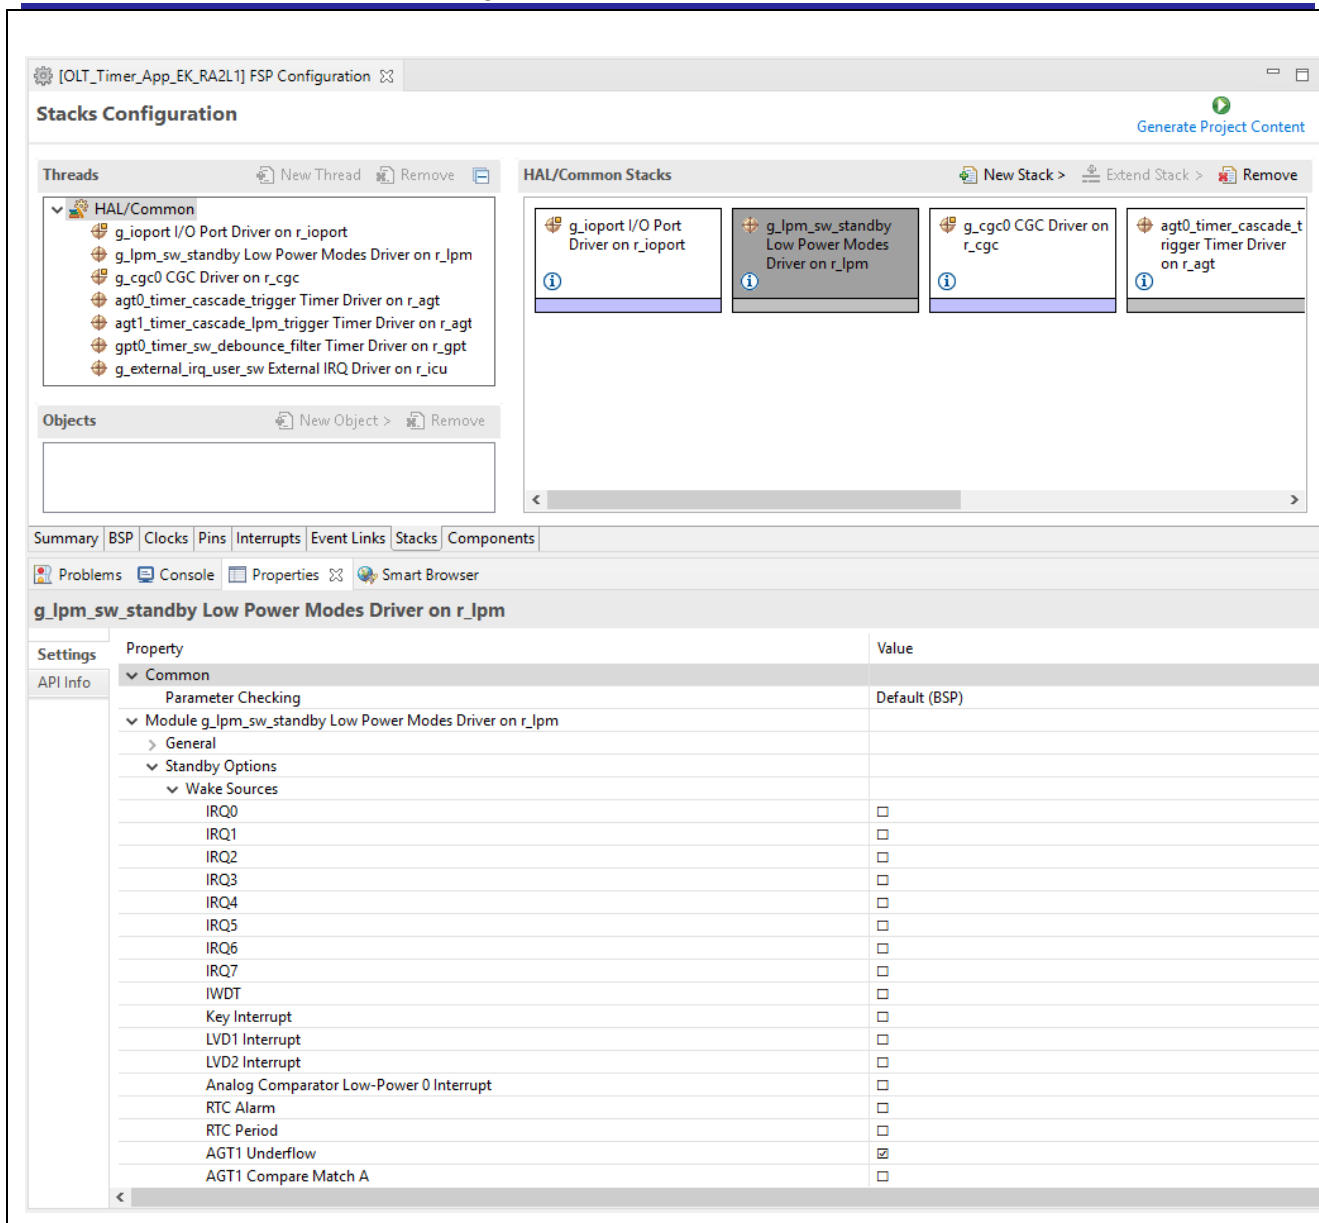 [OLT_Timer_App_EK_RA2L1] FSP Configuration
Stacks Configuration
Generate Project Content
Threads
New Thread
Remove
HAL/Common Stacks
New Stack >
Extend Stack >
Remove
HAL/Common
g_ioport I/O Port Driver on r_ioport
g_lpm_sw_standby Low Power Modes Driver on r_lpm
g_cgc0 CGC Driver on r_cgc
agt0_timer_cascade_trigger Timer Driver on r_agt
agt1_timer_cascade_lpm_trigger Timer Driver on r_agt
gpt0_timer_sw_debounce_filter Timer Driver on r_gpt
g_external_irq_user_sw External IRQ Driver on r_icu
g_ioport I/O Port
Driver on r_ioport
g_lpm_sw_standby
Low Power Modes
Driver on r_lpm
g_cgc0 CGC Driver on
r_cgc
agt0_timer_cascade_t
rigger Timer Driver
on r_agt
Objects
New Object >
Remove
Summary BSP Clocks Pins Interrupts Event Links Stacks Components
Problems Console Properties Smart Browser
g_lpm_sw_standby Low Power Modes Driver on r_lpm
Settings
API Info
Property Value
Common
Parameter Checking Default (BSP)
Module g_lpm_sw_standby Low Power Modes Driver on r_lpm
General
Standby Options
Wake Sources
IRQ0
IRQ1
IRQ2
IRQ3
IRQ4
IRQ5
IRQ6
IRQ7
IWDT
Key Interrupt
LVD1 Interrupt
LVD2 Interrupt
Analog Comparator Low-Power 0 Interrupt
RTC Alarm
RTC Period
AGT1 Underflow
AGT1 Compare Match A